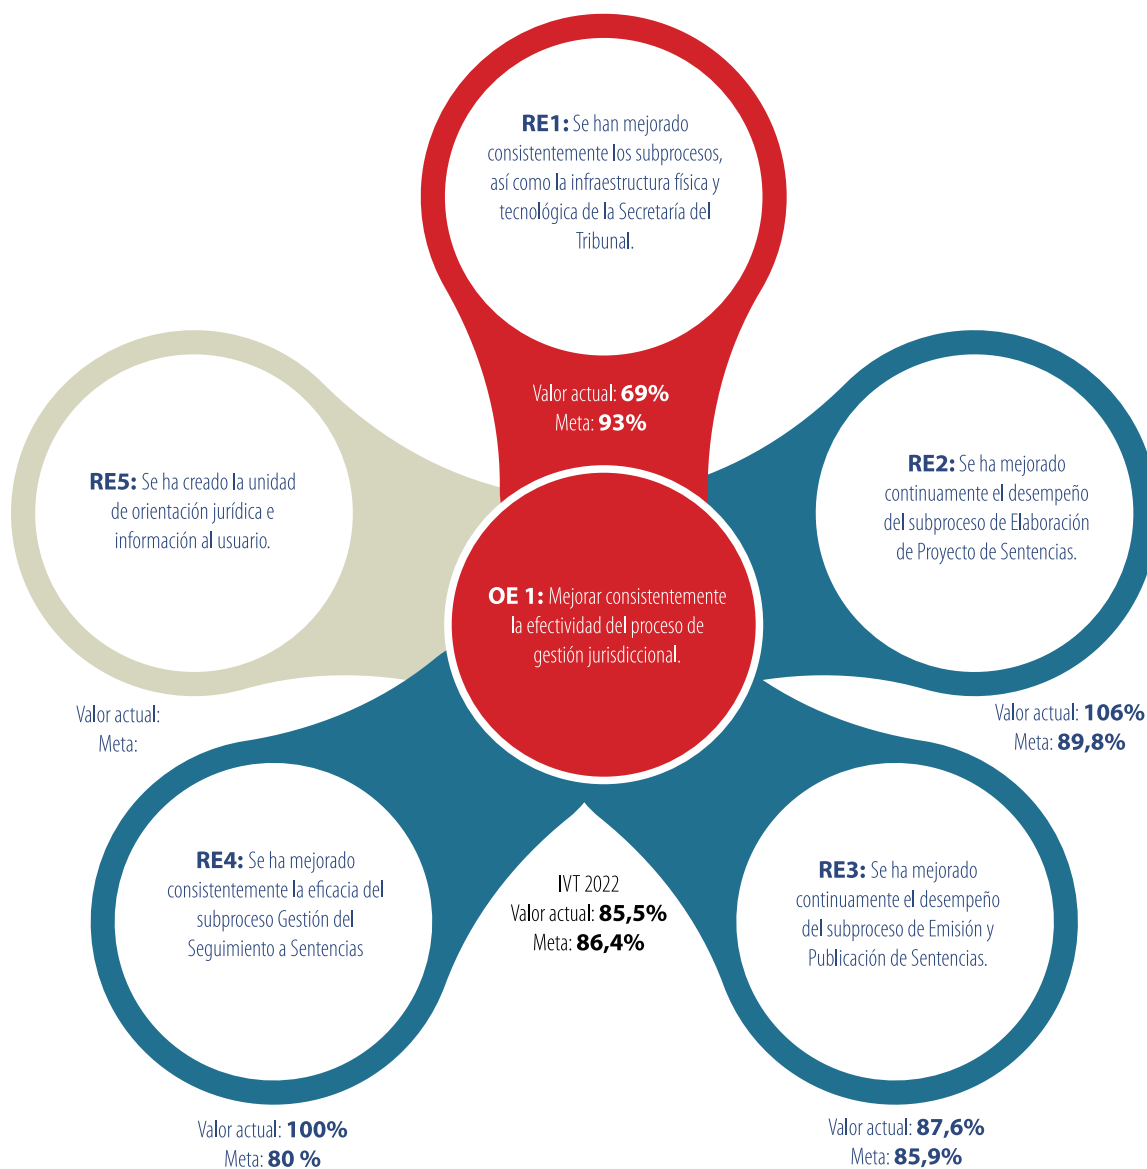 RE1: Se han mejorado
consistentemente los subprocesos,
así como la infraestructura física y
tecnológica de la Secretaría del
Tribunal.
Valor actual: 69%
Meta: 93%
RE2: Se ha mejorado
continuamente el desempeño
del subproceso de Elaboración
de Proyecto de Sentencias.
Valor actual: 106%
Meta: 89,8%
RE5: Se ha creado la unidad
de orientación jurídica e
información al usuario.
Valor actual:
Meta:
OE 1: Mejorar consistentemente
la efectividad del proceso de
gestión jurisdiccional.
IVT 2022
Valor actual: 85,5%
Meta: 86,4%
RE4: Se ha mejorado
consistentemente la eficacia del
subproceso Gestión del
Seguimiento a Sentencias
Valor actual: 100%
Meta: 80 %
RE3: Se ha mejorado
continuamente el desempeño
del subproceso de Emisión y
Publicación de Sentencias.
Valor actual: 87,6%
Meta: 85,9%